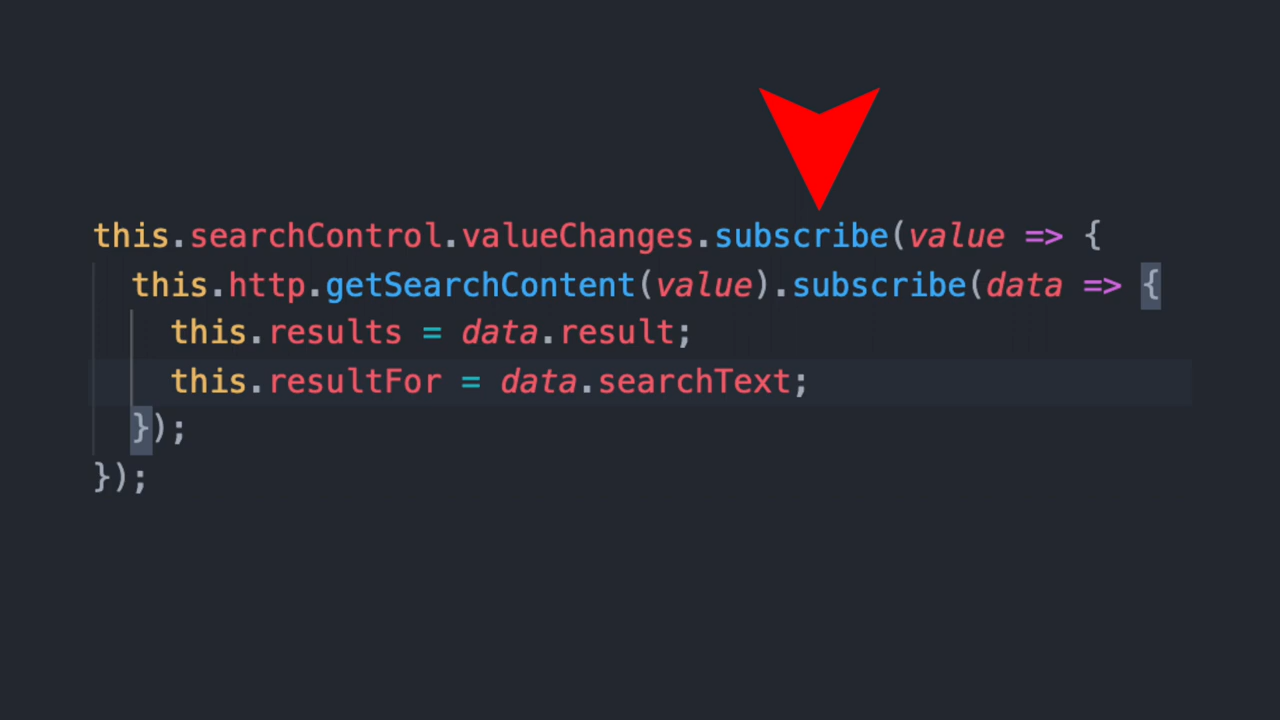 this.searchControl.valueChanges.subscribe(value => {
  this.http.getSearchContent(value).subscribe(data => {
    this.results = data.result;
    this.resultFor = data.searchText;
  });
});